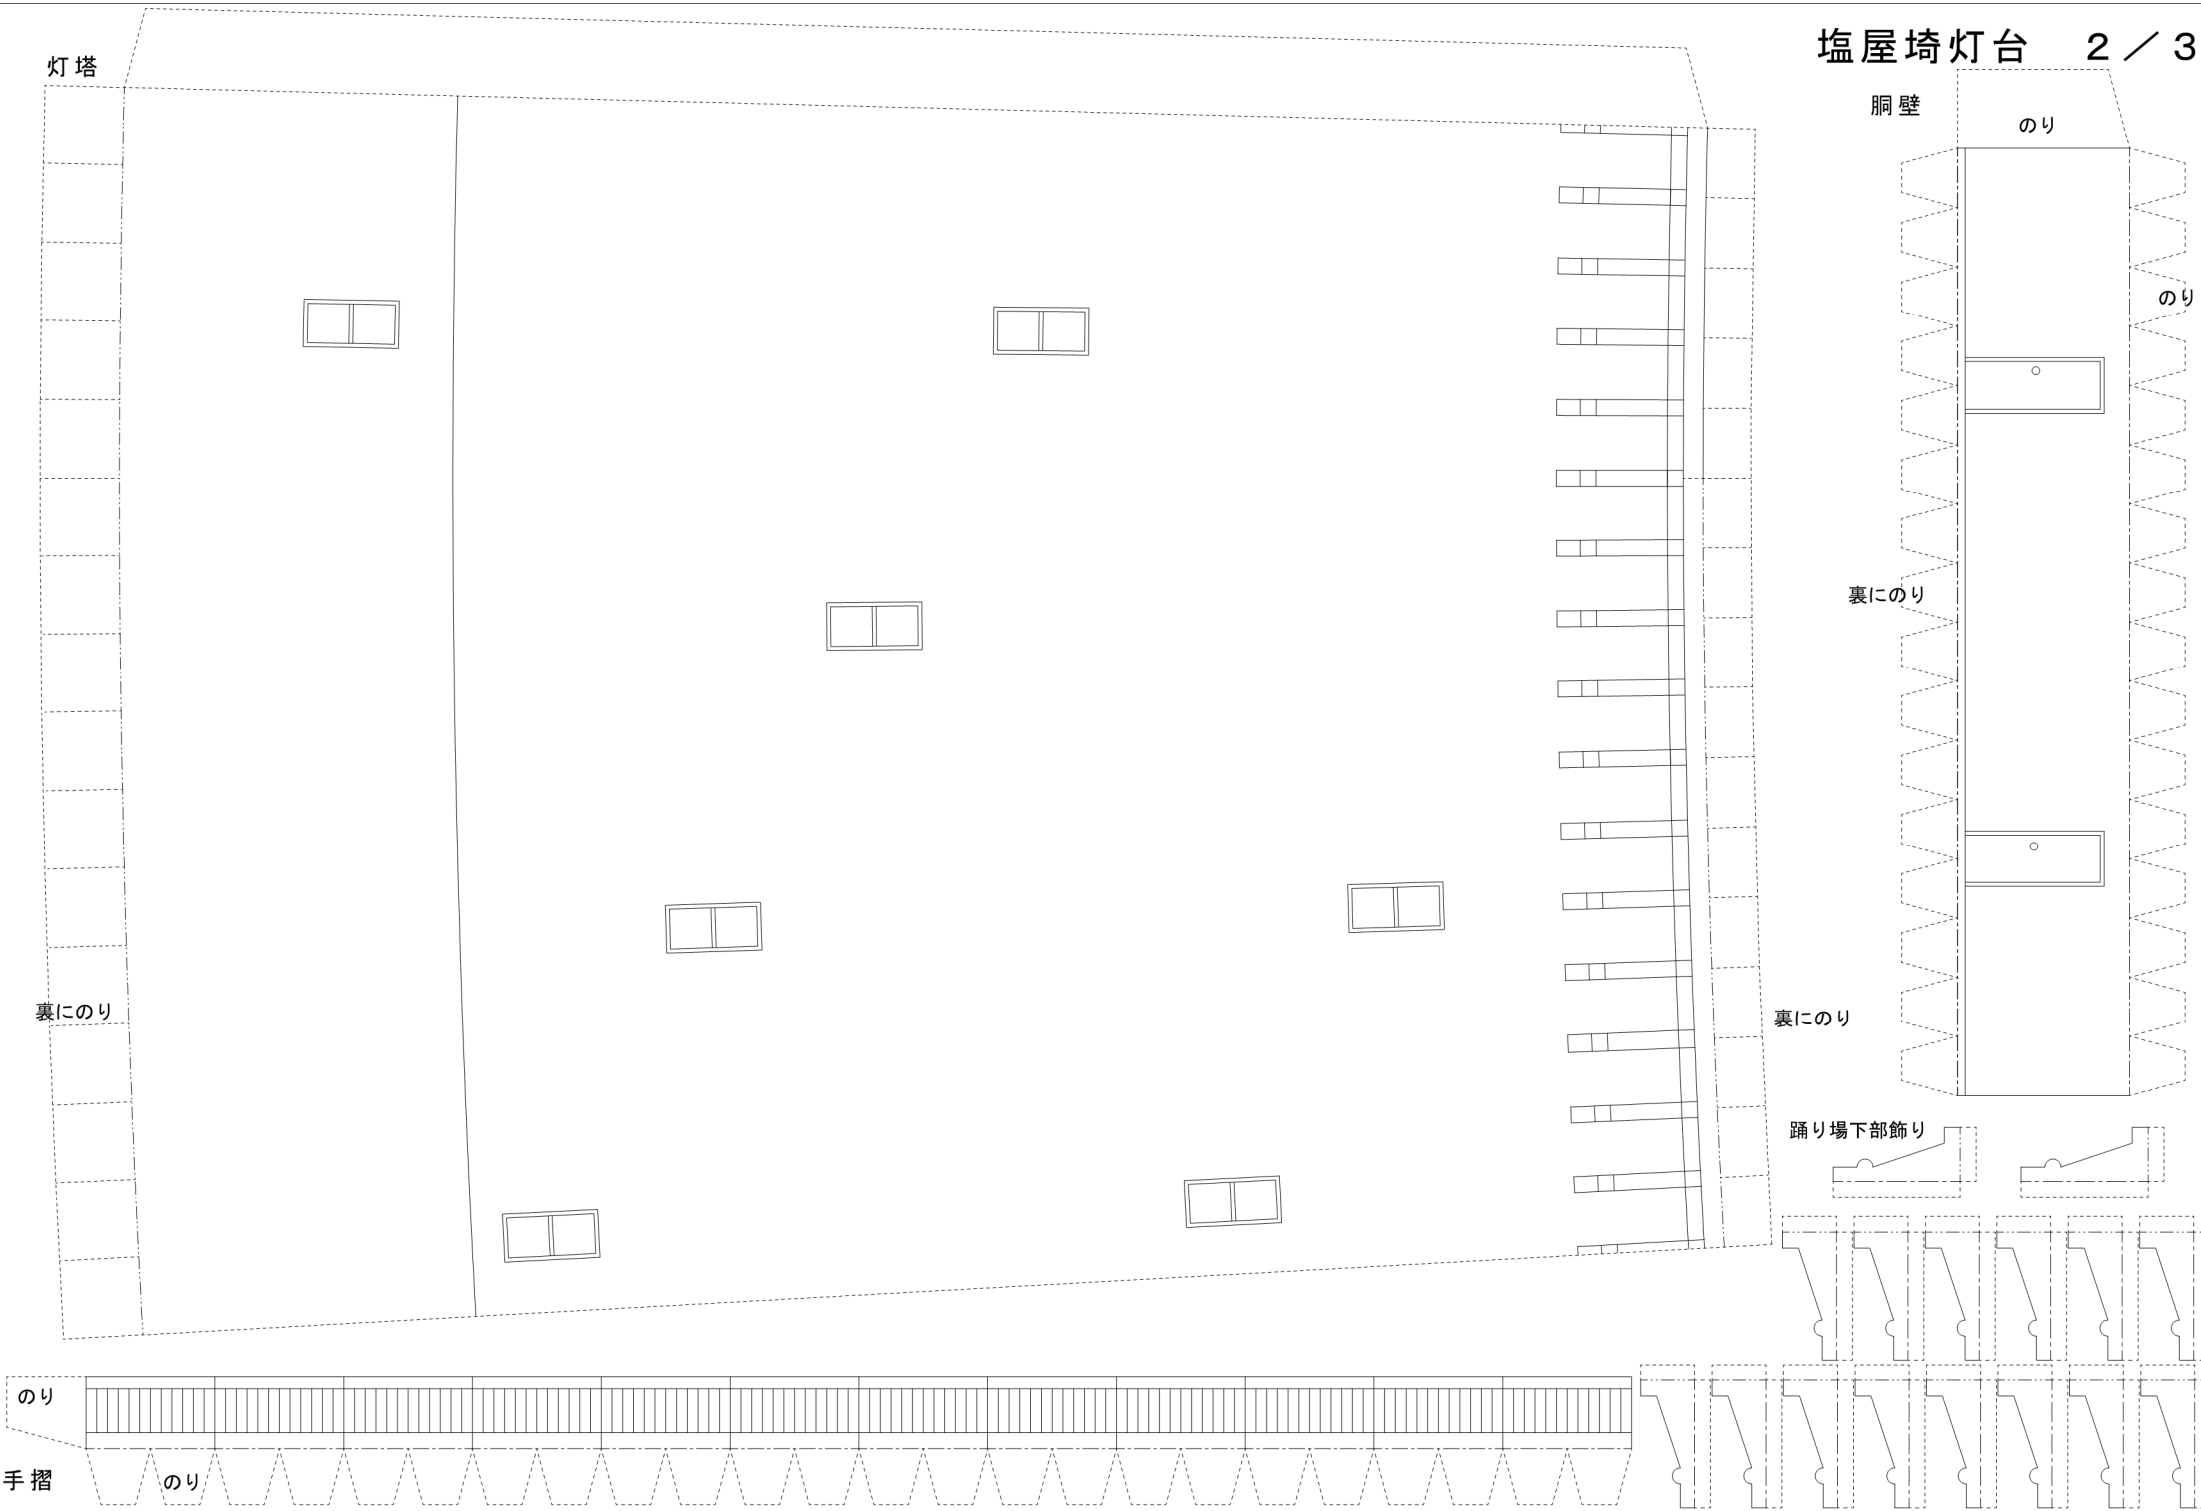 塩屋埼灯台　２／３
灯塔
胴壁
のり
のり
裏にのり
裏にのり
裏にのり
踊り場下部飾り
のり
手摺
のり